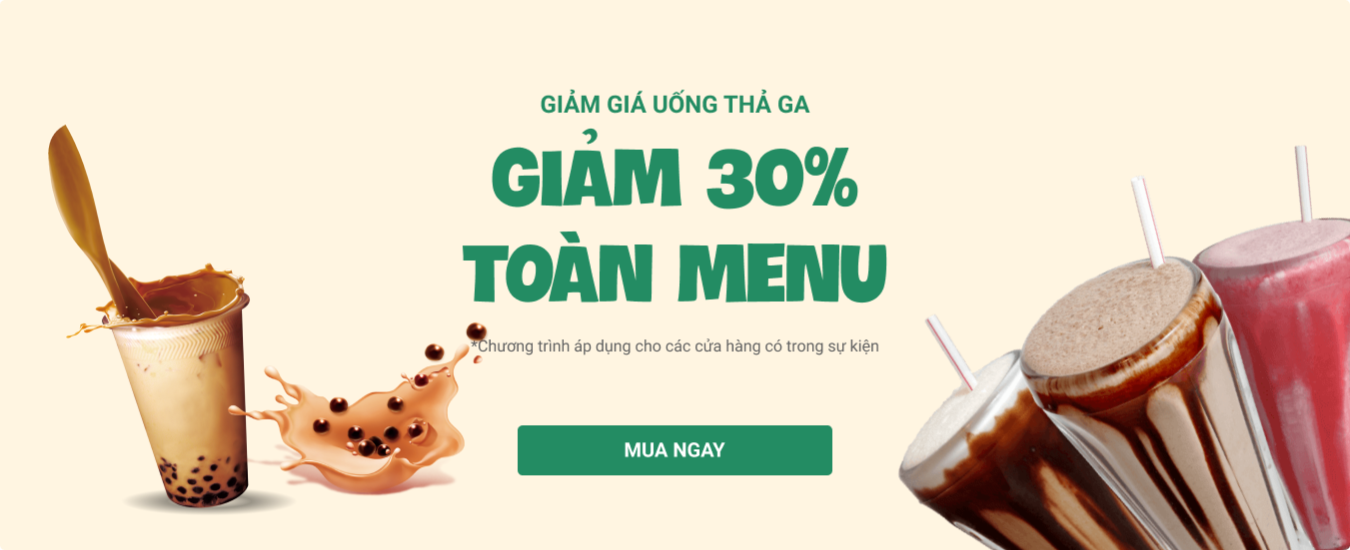 GIẢM GIÁ UỐNG THẢ GA
GIẢM 30%
TOÀN MENU
*Chương trình áp dụng cho các cửa hàng có trong sự kiện
MUA NGAY